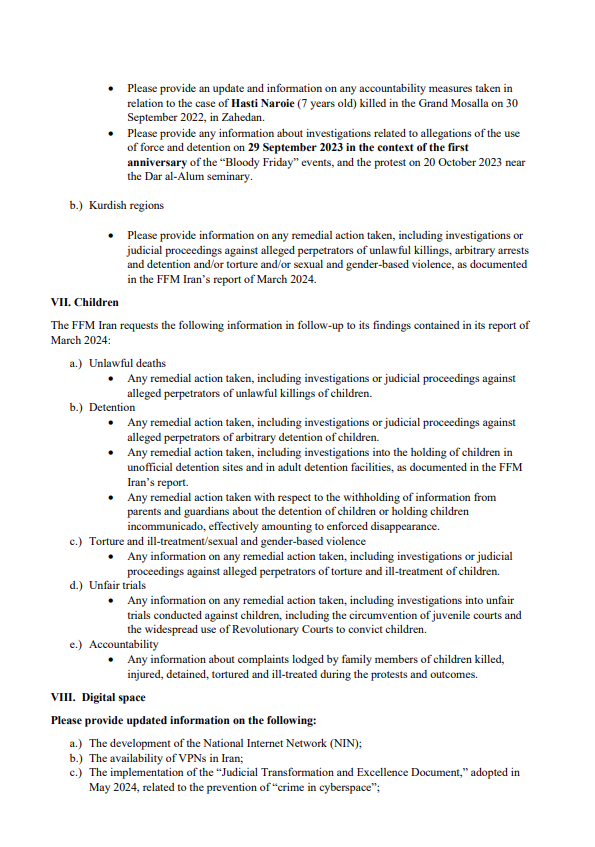 • Please provide an update and information on any accountability measures taken in
relation to the case of Hasti Naroie (7 years old) killed in the Grand Mosalla on 30
September 2022, in Zahedan.
• Please provide any information about investigations related to allegations of the use
of force and detention on 29 September 2023 in the context of the first
anniversary of the “Bloody Friday” events, and the protest on 20 October 2023 near
the Dar al-Alum seminary.
b.) Kurdish regions
• Please provide information on any remedial action taken, including investigations or
judicial proceedings against alleged perpetrators of unlawful killings, arbitrary arrests
and detention and/or torture and/or sexual and gender-based violence, as documented
in the FFM Iran’s report of March 2024.
VII. Children
The FFM Iran requests the following information in follow-up to its findings contained in its report of
March 2024:
a.) Unlawful deaths
• Any remedial action taken, including investigations or judicial proceedings against
alleged perpetrators of unlawful killings of children.
b.) Detention
• Any remedial action taken, including investigations or judicial proceedings against
alleged perpetrators of arbitrary detention of children.
• Any remedial action taken, including investigations into the holding of children in
unofficial detention sites and in adult detention facilities, as documented in the FFM
Iran’s report.
• Any remedial action taken with respect to the withholding of information from
parents and guardians about the detention of children or holding children
incommunicado, effectively amounting to enforced disappearance.
c.) Torture and ill-treatment/sexual and gender-based violence
• Any information on any remedial action taken, including investigations or judicial
proceedings against alleged perpetrators of torture and ill-treatment of children.
d.) Unfair trials
• Any information on any remedial action taken, including investigations into unfair
trials conducted against children, including the circumvention of juvenile courts and
the widespread use of Revolutionary Courts to convict children.
e.) Accountability
• Any information about complaints lodged by family members of children killed,
injured, detained, tortured and ill-treated during the protests and outcomes.
VIII. Digital space
Please provide updated information on the following:
a.) The development of the National Internet Network (NIN);
b.) The availability of VPNs in Iran;
c.) The implementation of the “Judicial Transformation and Excellence Document,” adopted in
May 2024, related to the prevention of “crime in cyberspace”;